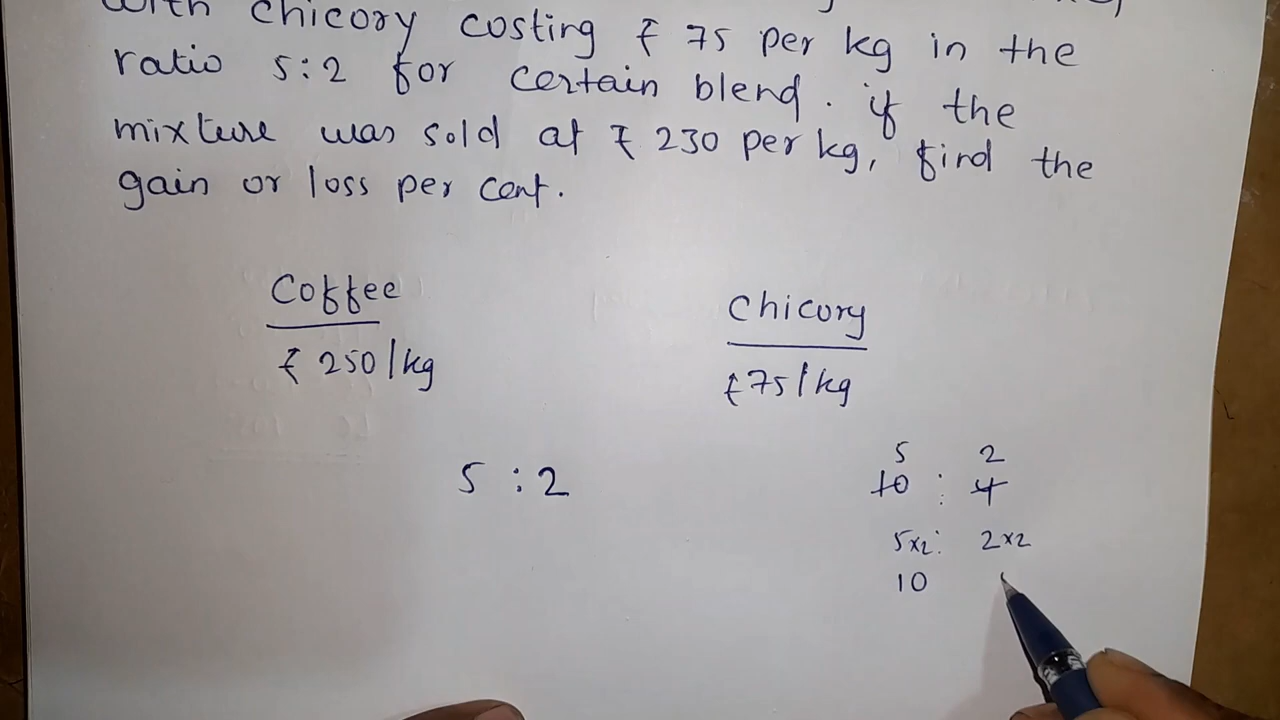 with chicory costing ₹ 75 per kg in the
ratio 5:2 for certain blend. if the
mixture was sold at ₹ 230 per kg, find the
gain or loss per cent.
Coffee
₹ 250/kg
Chicory
₹75/kg
5 : 2
5 2
10 : 4
5x2: 2x2
10